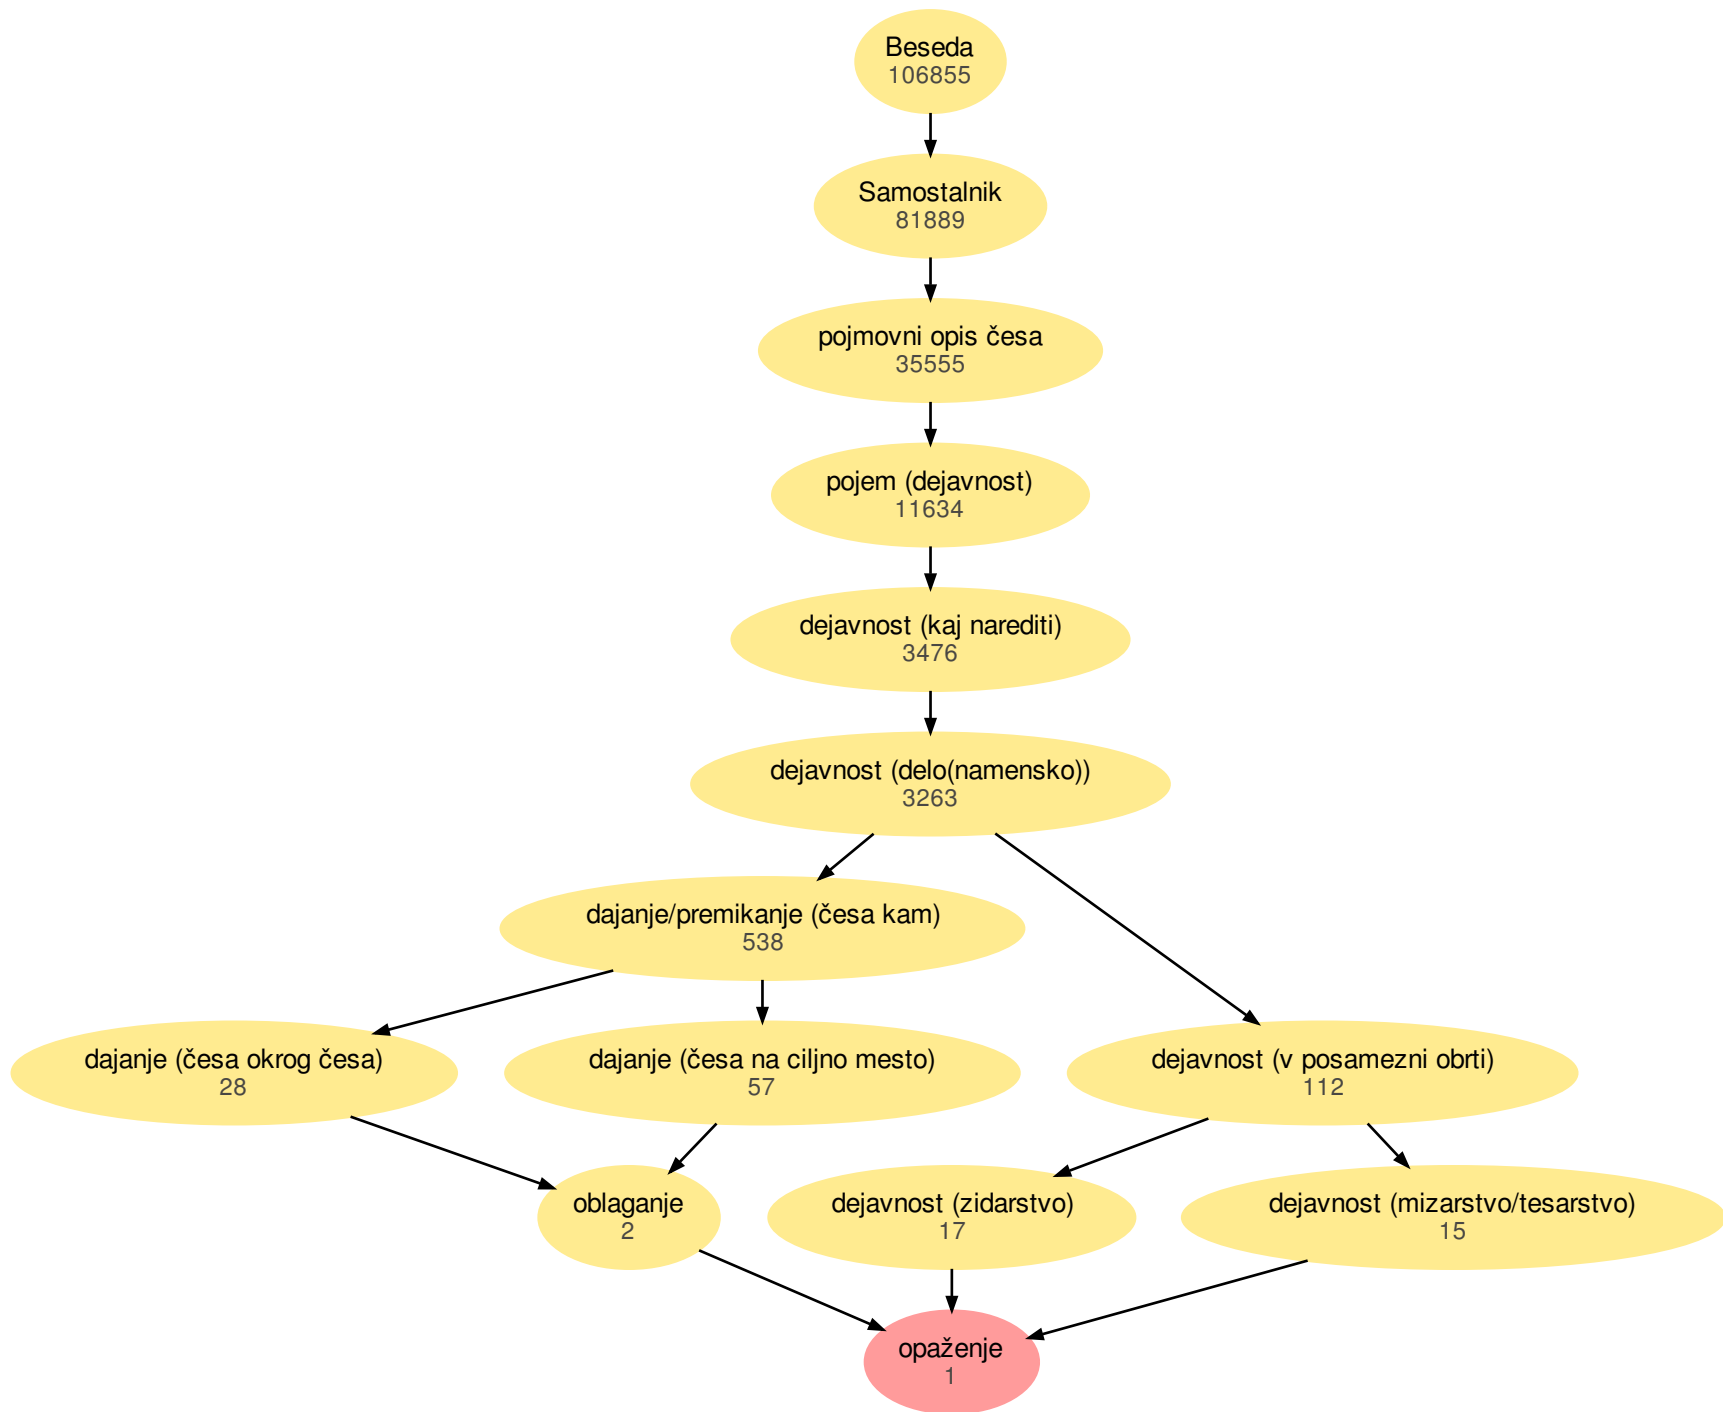 Beseda
106855
Samostalnik
81889
pojmovni opis česa
35555
pojem (dejavnost)
11634
dejavnost (kaj narediti)
3476
dejavnost (delo(namensko))
3263
dajanje/premikanje (česa kam)
538
dajanje (česa okrog česa)
28
dajanje (česa na ciljno mesto)
57
dejavnost (v posamezni obrti)
112
oblaganje
2
dejavnost (zidarstvo)
17
dejavnost (mizarstvo/tesarstvo)
15
opaženje
1